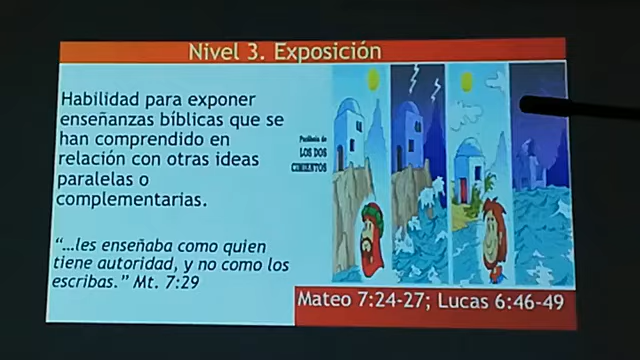 Nivel 3. Exposición
Habilidad para exponer
enseñanzas bíblicas que se
han comprendido en
relación con otras ideas
paralelas o
complementarias.
“…les enseñaba como quien
tiene autoridad, y no como los
escribas.” Mt. 7:29
Parábola de
LOS DOS
CIMIENTOS
Mateo 7:24-27; Lucas 6:46-49